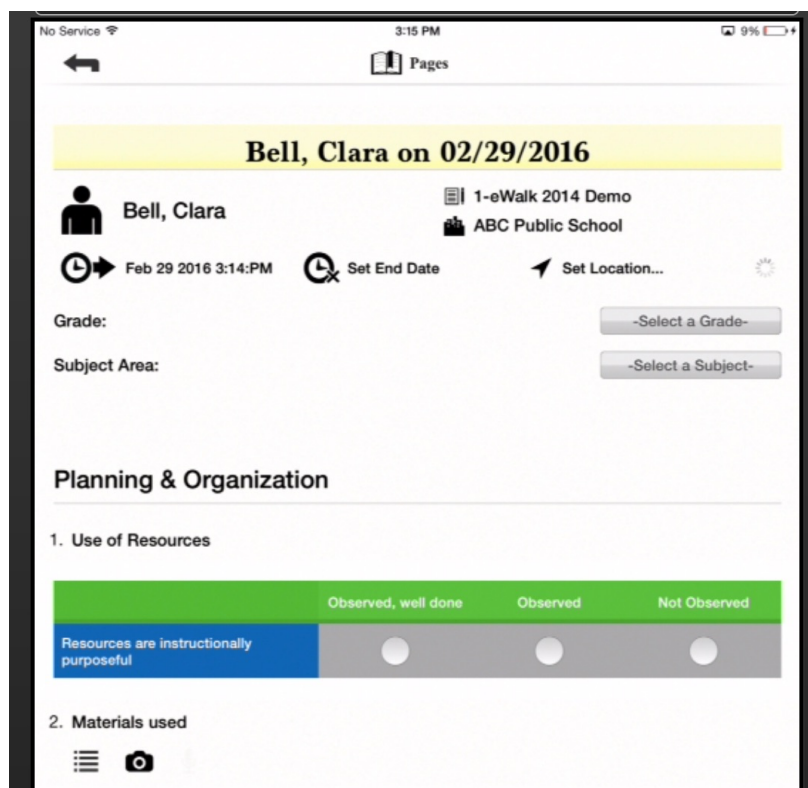 No Service 3:15 PM 9%
Pages
Bell, Clara on 02/29/2016
Bell, Clara
1-eWalk 2014 Demo
ABC Public School
Feb 29 2016 3:14:PM Set End Date Set Location...
Grade: -Select a Grade-
Subject Area: -Select a Subject-
Planning & Organization
1. Use of Resources
Observed, well done Observed Not Observed
Resources are instructionally
purposeful
2. Materials used